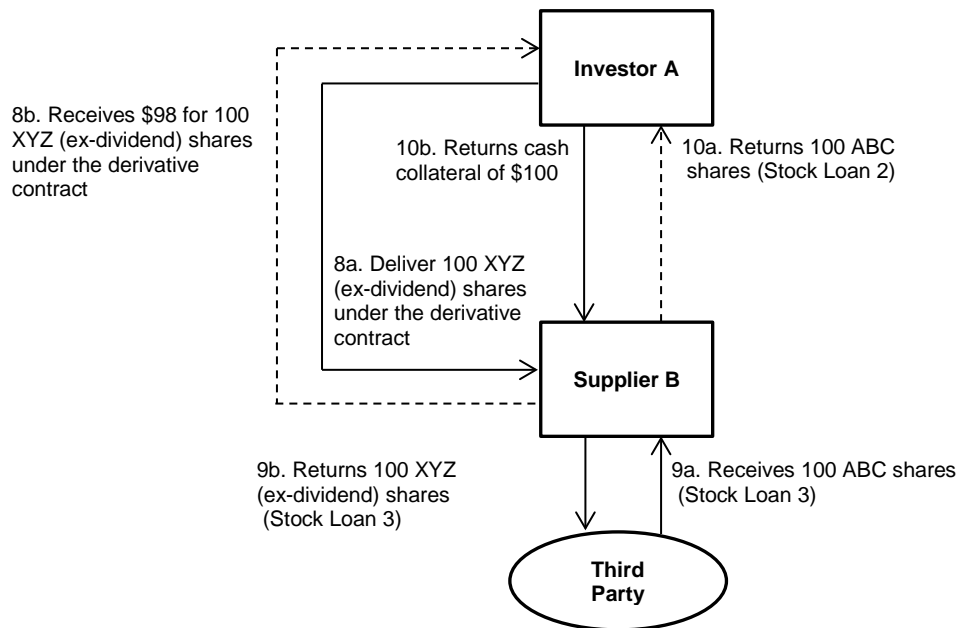 Investor A
8b. Receives $98 for 100
XYZ (ex-dividend) shares
under the derivative
contract
10b. Returns cash
collateral of $100
10a. Returns 100 ABC
shares (Stock Loan 2)
8a. Deliver 100 XYZ
(ex-dividend) shares
under the derivative
contract
Supplier B
9b. Returns 100 XYZ
(ex-dividend) shares
(Stock Loan 3)
9a. Receives 100 ABC shares
(Stock Loan 3)
Third
Party